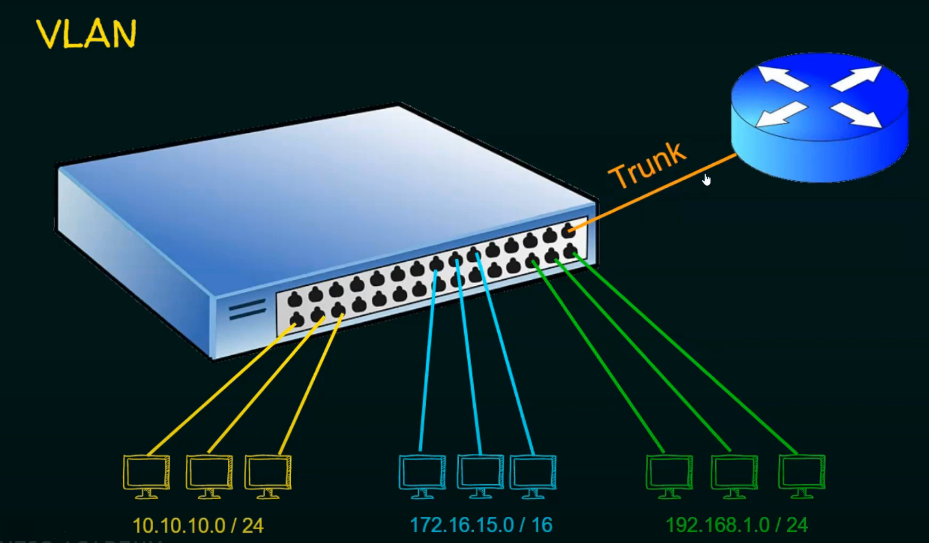 VLAN
Trunk
10.10.10.0 / 24
172.16.15.0 / 16
192.168.1.0 / 24